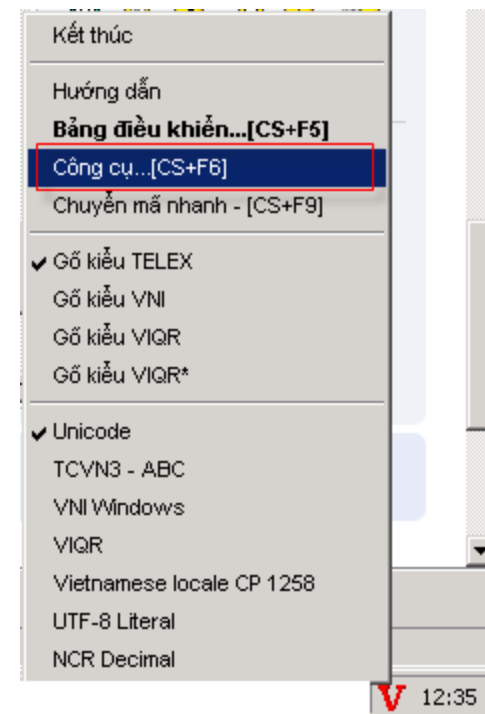 Kết thúc
Hướng dẫn
Bảng điều khiển...[CS+F5]
Công cụ...[CS+F6]
Chuyển mã nhanh - [CS+F9]
Gõ kiểu TELEX
Gõ kiểu VNI
Gõ kiểu VIQR
Gõ kiểu VIQR*
Unicode
TCVN3 - ABC
VNI Windows
VIQR
Vietnamese locale CP 1258
UTF-8 Literal
NCR Decimal
V 12:35